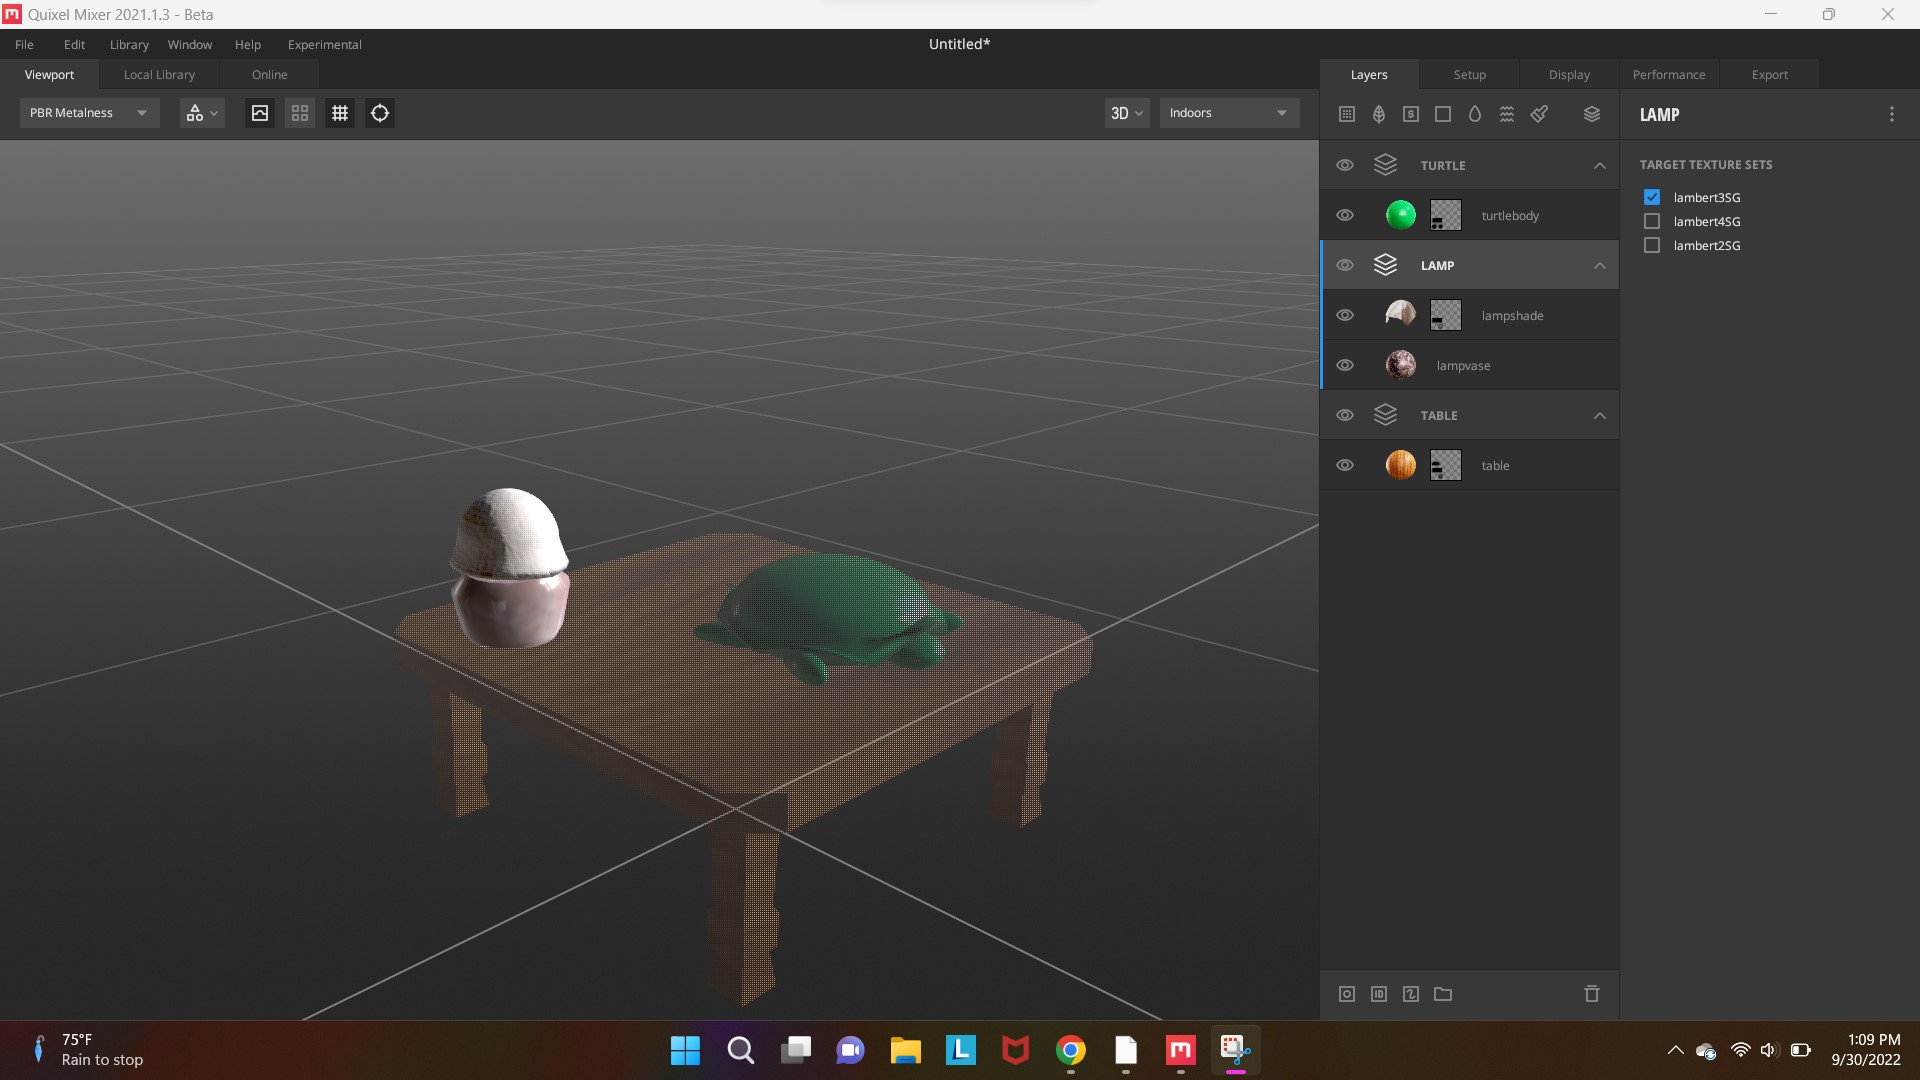 Quixel Mixer 2021.1.3 - Beta
File Edit Library Window Help Experimental
Untitled*
Viewport Local Library Online
Layers Setup Display Performance Export
PBR Metalness
3D
Indoors
LAMP
TARGET TEXTURE SETS
lambert3SG
lambert4SG
lambert2SG
TURTLE
turtlebody
LAMP
lampshade
lampvase
TABLE
table
75°F
Rain to stop
1:09 PM
9/30/2022